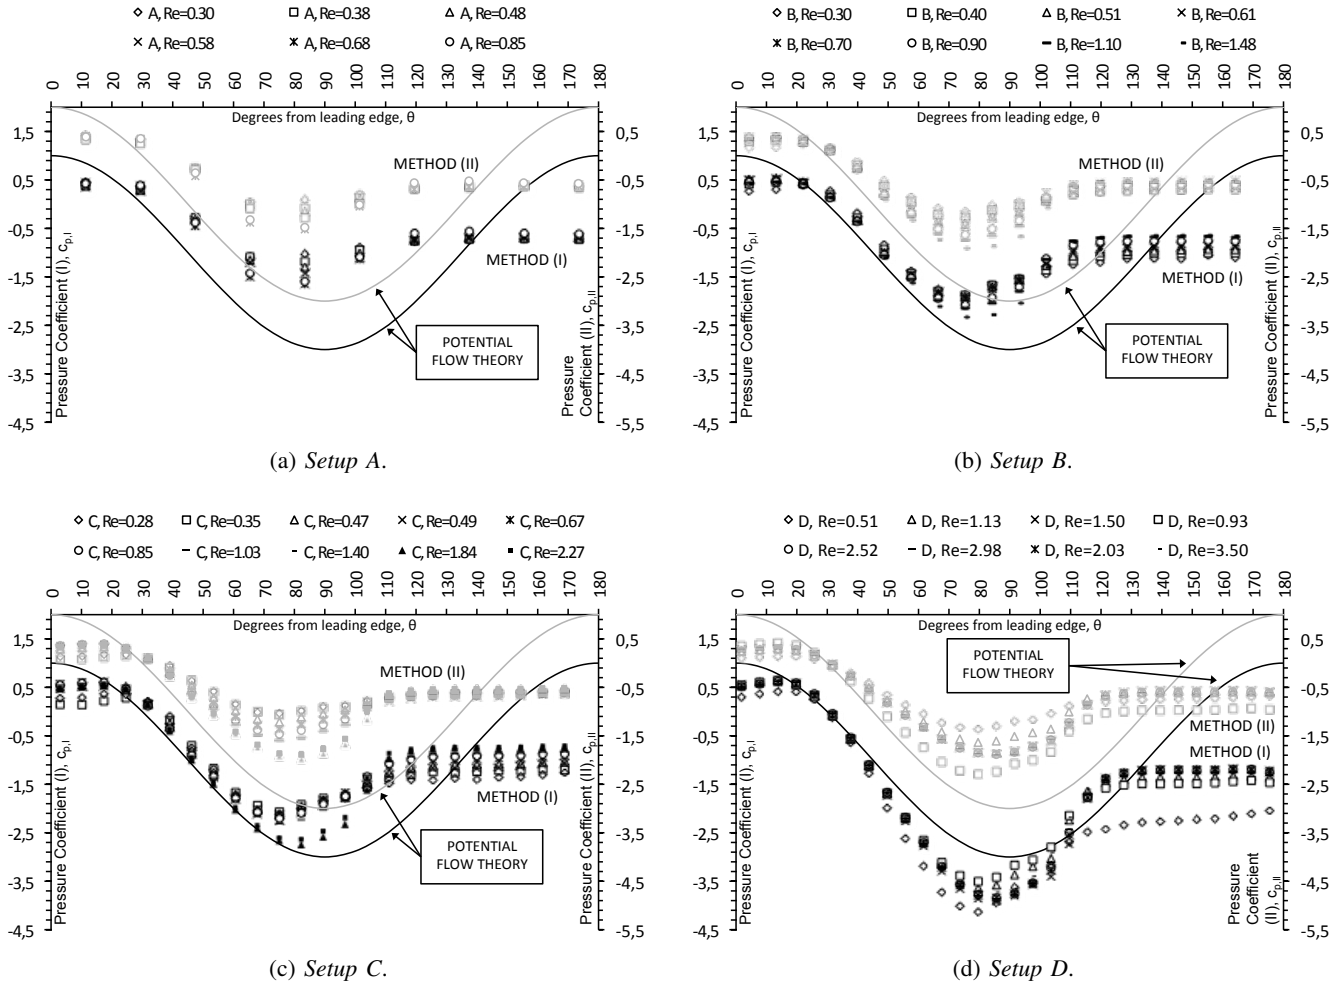 A, Re=0.30 A, Re=0.38 A, Re=0.48
A, Re=0.58 A, Re=0.68 A, Re=0.85
0 10 20 30 40 50 60 70 80 90 100 110 120 130 140 150 160 170 180
Degrees from leading edge, θ
1,5
0,5
-0,5
-1,5
-2,5
-3,5
-4,5
Pressure Coefficient (I), cp,I
METHOD (II)
METHOD (I)
POTENTIAL
FLOW THEORY
0,5
-0,5
-1,5
-2,5
-3,5
-4,5
-5,5
Pressure
Coefficient (II), cp,II
(a) Setup A.
B, Re=0.30 B, Re=0.40 B, Re=0.51 B, Re=0.61
B, Re=0.70 B, Re=0.90 B, Re=1.10 B, Re=1.48
0 10 20 30 40 50 60 70 80 90 100 110 120 130 140 150 160 170 180
Degrees from leading edge, θ
1,5
0,5
-0,5
-1,5
-2,5
-3,5
-4,5
Pressure Coefficient (I), cp,I
METHOD (II)
METHOD (I)
POTENTIAL
FLOW THEORY
0,5
-0,5
-1,5
-2,5
-3,5
-4,5
-5,5
Pressure Coefficient (II), cp,II
(b) Setup B.
C, Re=0.28 C, Re=0.35 C, Re=0.47 C, Re=0.49 C, Re=0.67
C, Re=0.85 C, Re=1.03 C, Re=1.40 C, Re=1.84 C, Re=2.27
0 10 20 30 40 50 60 70 80 90 100 110 120 130 140 150 160 170 180
Degrees from leading edge, θ
1,5
0,5
-0,5
-1,5
-2,5
-3,5
-4,5
Pressure Coefficient (I), cp,I
METHOD (II)
METHOD (I)
POTENTIAL
FLOW THEORY
0,5
-0,5
-1,5
-2,5
-3,5
-4,5
-5,5
Pressure Coefficient (II), cp,II
(c) Setup C.
D, Re=0.51 D, Re=1.13 D, Re=1.50 D, Re=0.93
D, Re=2.52 D, Re=2.98 D, Re=2.03 D, Re=3.50
0 10 20 30 40 50 60 70 80 90 100 110 120 130 140 150 160 170 180
Degrees from leading edge, θ
1,5
0,5
-0,5
-1,5
-2,5
-3,5
-4,5
Pressure Coefficient (I), cp,I
POTENTIAL
FLOW THEORY
METHOD (II)
METHOD (I)
0,5
-0,5
-1,5
-2,5
-3,5
-4,5
-5,5
Pressure
Coefficient
(II), cp,II
(d) Setup D.